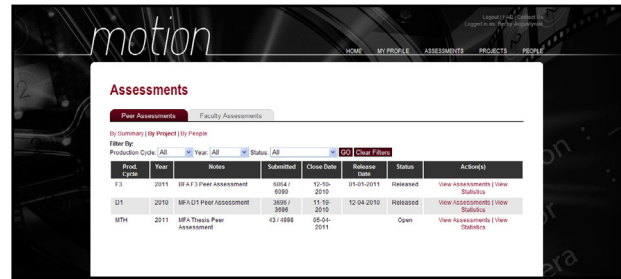 Logout | FAQ | Contact Us
Logged in as:
motion
HOME MY PROFILE ASSESSMENTS PROJECTS PEOPLE
Assessments
Peer Assessments Faculty Assessments
By Summary | By Project | By People
Filter By:
Production Cycle: All Year: All Status: All GO Clear Filters
Prod. Cycle Year Notes Submitted Close Date Release Date Status Action(s)
F3 2011 MFA F3 Peer Assessment 6064 / 6090 12-10-2010 01-01-2011 Released View Assessments | View Statistics
D1 2010 MFA D1 Peer Assessment 3696 / 3696 11-19-2010 12-04-2010 Released View Assessments | View Statistics
MTH 2011 MFA Thesis Peer Assessment 43 / 4998 05-04-2011 Open View Assessments | View Statistics